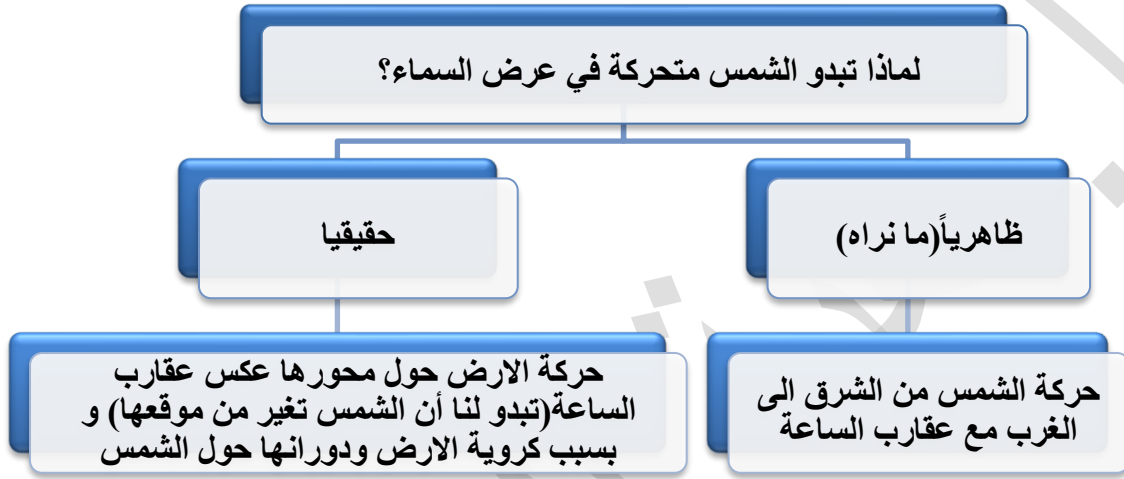 لماذا تبدو الشمس متحركة في عرض السماء؟
ظاهرياً(ما نراه)
حقيقيا
حركة الشمس من الشرق الى
الغرب مع عقارب الساعة
حركة الارض حول محورها عكس عقارب
الساعة(تبدو لنا أن الشمس تغير من موقعها) و
بسبب كروية الارض ودورانها حول الشمس